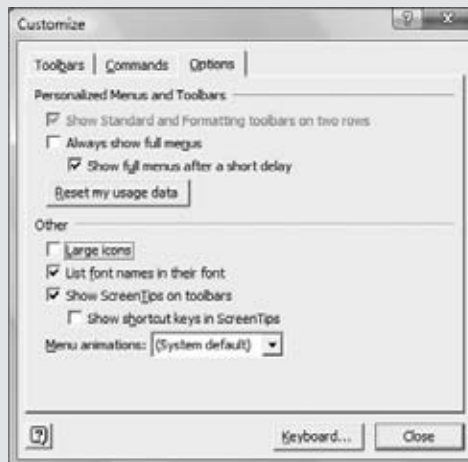 Customize
Toolbars Commands Options
Personalized Menus and Toolbars
Show Standard and Formatting toolbars on two rows
Always show full menus
Show full menus after a short delay
Reset my usage data
Other
Large icons
List font names in their font
Show ScreenTips on toolbars
Show shortcut keys in ScreenTips
Menu animations: (System default)
Keyboard... Close